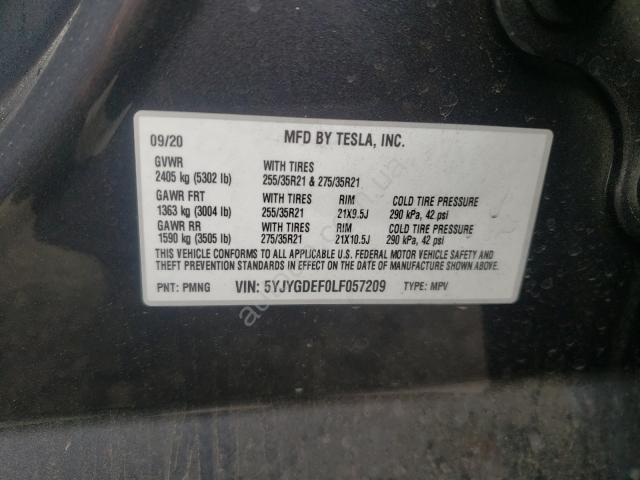 09/20 MFD BY TESLA, INC.
GVWR WITH TIRES
2405 kg (5302 lb) 255/35R21 & 275/35R21
GAWR FRT WITH TIRES RIM COLD TIRE PRESSURE
1363 kg (3004 lb) 255/35R21 21X9.5J 290 kPa, 42 psi
GAWR RR WITH TIRES RIM COLD TIRE PRESSURE
1590 kg (3505 lb) 275/35R21 21X10.5J 290 kPa, 42 psi
THIS VEHICLE CONFORMS TO ALL APPLICABLE U.S. FEDERAL MOTOR VEHICLE SAFETY AND
THEFT PREVENTION STANDARDS IN EFFECT ON THE DATE OF MANUFACTURE SHOWN ABOVE.
PNT: PMNG VIN: 5YJYGDEF0LF057209 TYPE: MPV